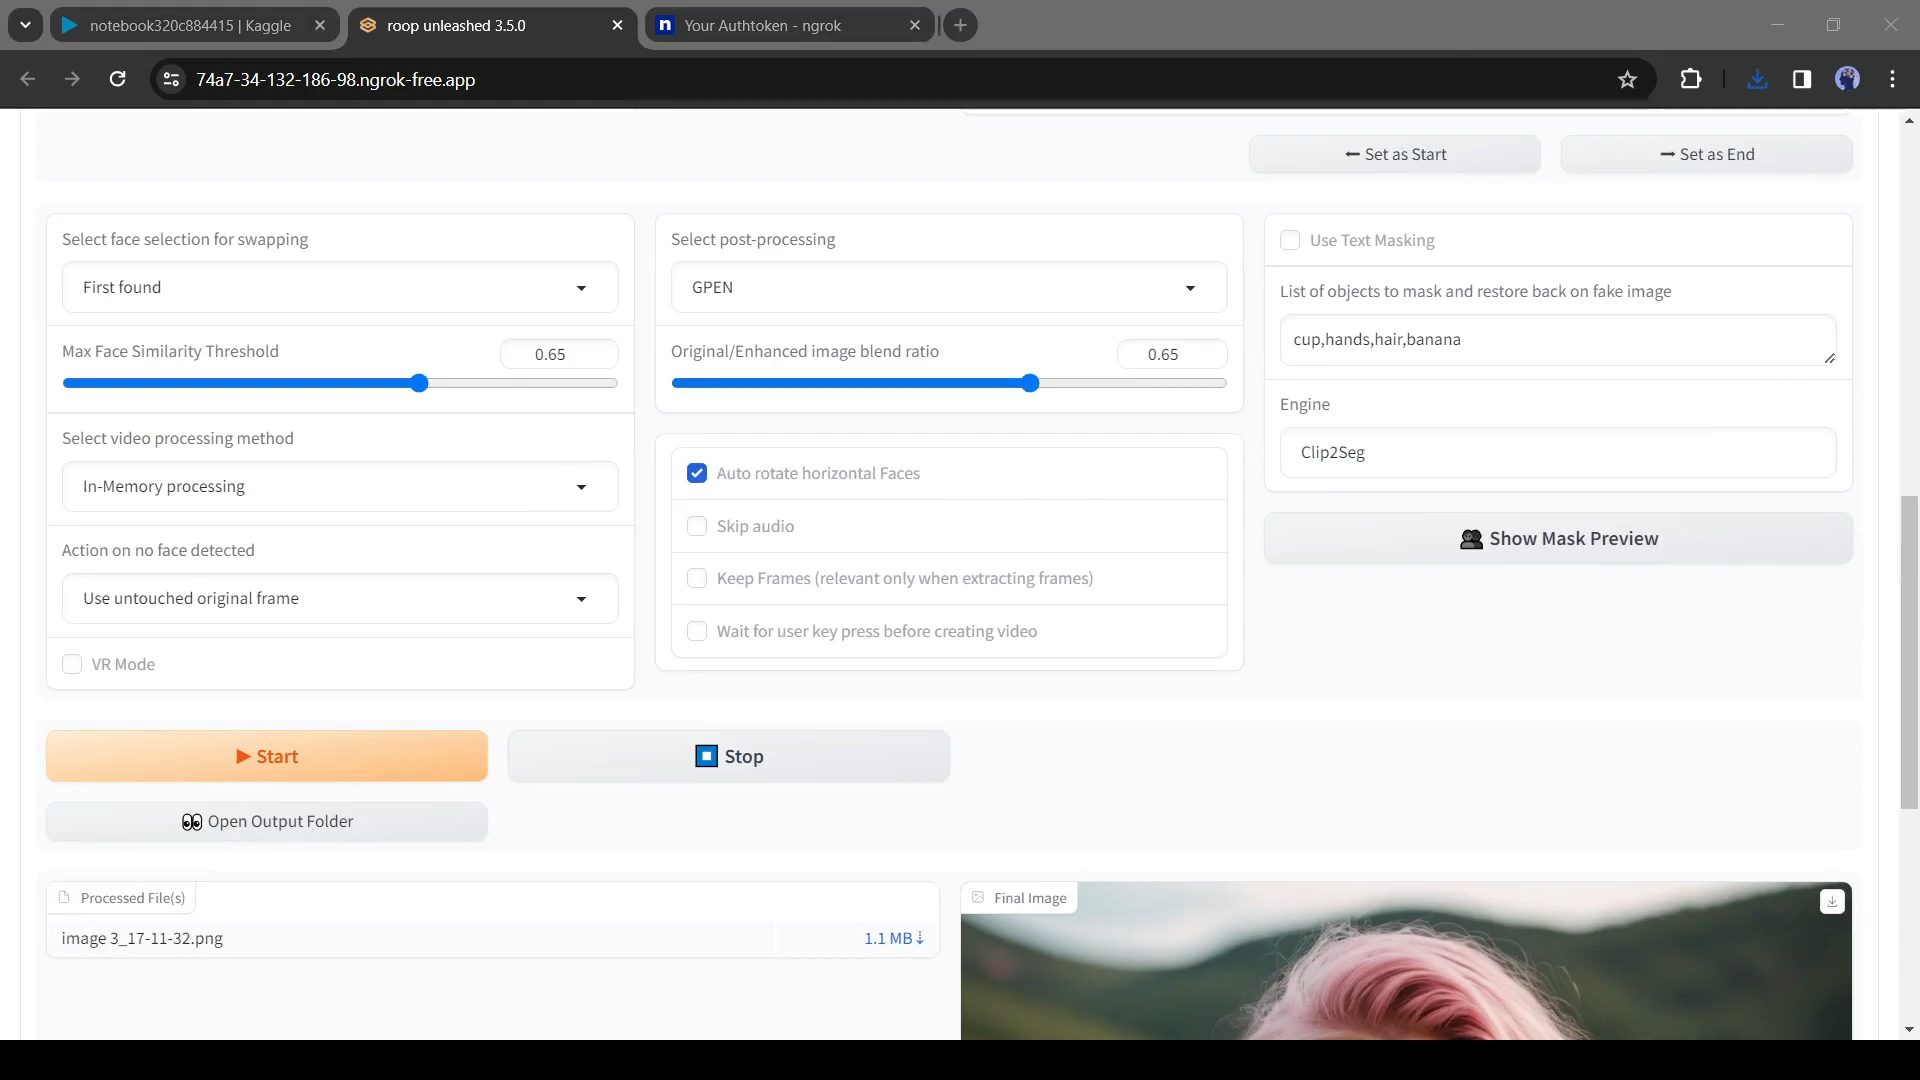 notebook320c884415 | Kaggle
roop unleashed 3.5.0
Your Authtoken - ngrok
74a7-34-132-186-98.ngrok-free.app
Set as Start
Set as End
Select face selection for swapping
First found
Max Face Similarity Threshold
0.65
Select video processing method
In-Memory processing
Action on no face detected
Use untouched original frame
VR Mode
Select post-processing
GPEN
Original/Enhanced image blend ratio
0.65
Auto rotate horizontal Faces
Skip audio
Keep Frames (relevant only when extracting frames)
Wait for user key press before creating video
Use Text Masking
List of objects to mask and restore back on fake image
cup,hands,hair,banana
Engine
Clip2Seg
Show Mask Preview
Start
Stop
Open Output Folder
Processed File(s)
image 3_17-11-32.png
1.1 MB
Final Image